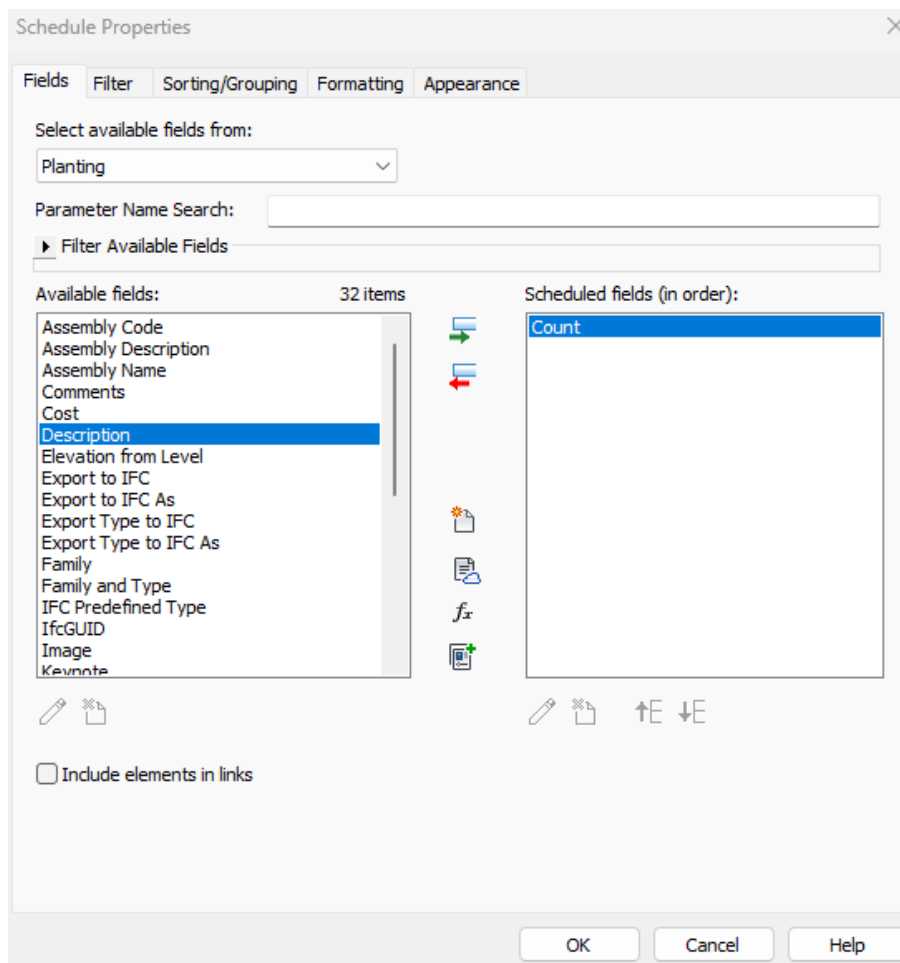 Schedule Properties
Fields Filter Sorting/Grouping Formatting Appearance
Select available fields from:
Planting
Parameter Name Search:
Filter Available Fields
Available fields: 32 items
Assembly Code
Assembly Description
Assembly Name
Comments
Cost
Description
Elevation from Level
Export to IFC
Export to IFC As
Export Type to IFC
Export Type to IFC As
Family
Family and Type
IFC Predefined Type
IfcGUID
Image
Keynote
Scheduled fields (in order):
Count
fx
Include elements in links
OK Cancel Help